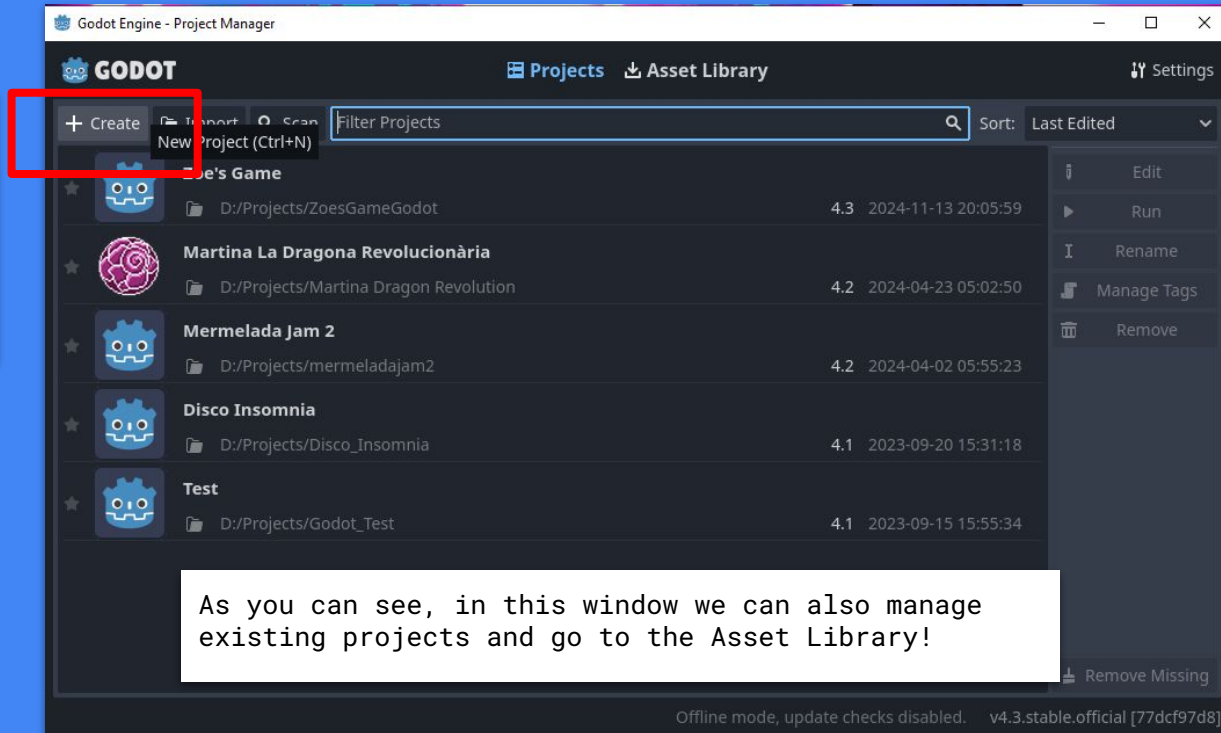 Godot Engine - Project Manager
GODOT
Projects Asset Library
Settings
+ Create Import Scan Filter Projects Sort: Last Edited
New Project (Ctrl+N)
Zoe's Game
D:/Projects/ZoesGameGodot 4.3 2024-11-13 20:05:59
Martina La Dragona Revolucionària
D:/Projects/Martina Dragon Revolution 4.2 2024-04-23 05:02:50
Mermelada Jam 2
D:/Projects/mermeladajam2 4.2 2024-04-02 05:55:23
Disco Insomnia
D:/Projects/Disco_Insomnia 4.1 2023-09-20 15:31:18
Test
D:/Projects/Godot_Test 4.1 2023-09-15 15:55:34
Edit
Run
Rename
Manage Tags
Remove
As you can see, in this window we can also manage
existing projects and go to the Asset Library!
Remove Missing
Offline mode, update checks disabled. v4.3.stable.official [77dcf97d8]